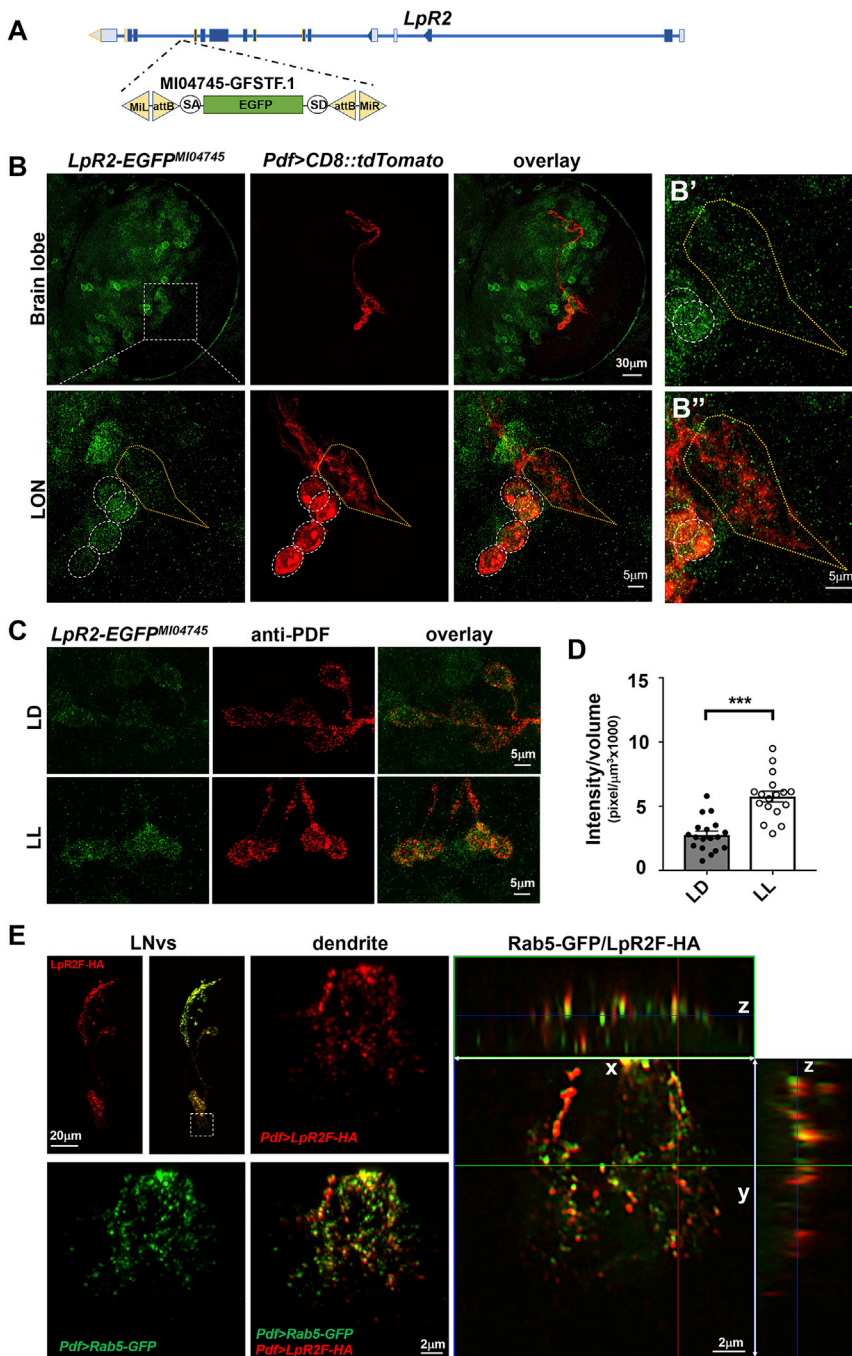 A
LpR2
MI04745-GFSTF.1
MiL attB SA EGFP SD attB MiR
B
LpR2-EGFP^MI04745 Pdf>CD8::tdTomato overlay
B'
Brain lobe
30μm
B''
LON
5μm
5μm
C
LpR2-EGFP^MI04745 anti-PDF overlay
LD
5μm
LL
5μm
D
***
15
10
5
0
Intensity/volume
(pixel/μm³x1000)
LD LL
E
LNvs dendrite Rab5-GFP/LpR2F-HA
LpR2F-HA
20μm
Pdf>LpR2F-HA
z
x
z
y
Pdf>Rab5-GFP
Pdf>Rab5-GFP
Pdf>LpR2F-HA
2μm
2μm